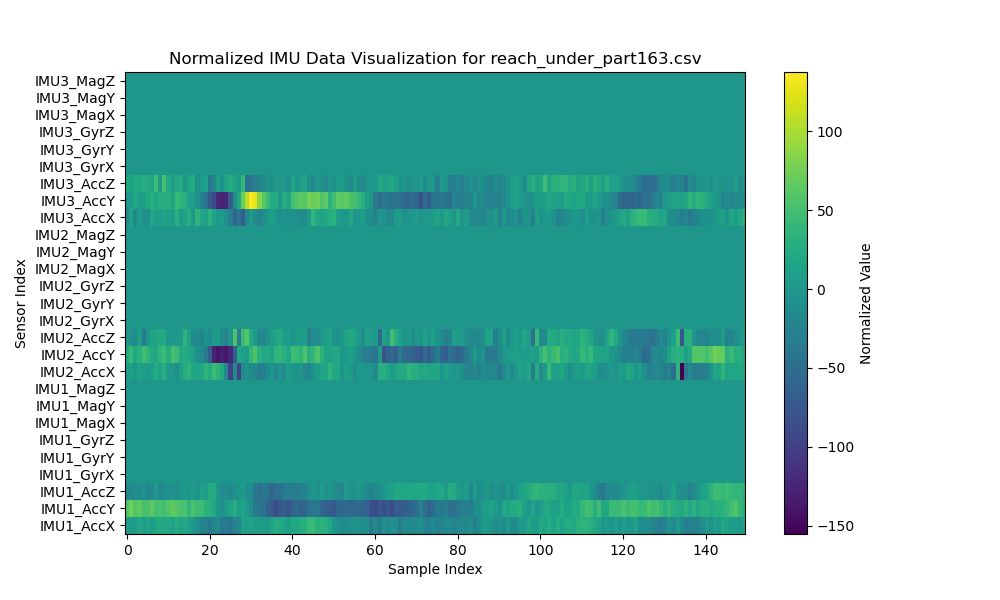 Normalized IMU Data Visualization for reach_under_part163.csv
IMU3_MagZ
IMU3_MagY
IMU3_MagX
IMU3_GyrZ
IMU3_GyrY
IMU3_GyrX
IMU3_AccZ
IMU3_AccY
IMU3_AccX
IMU2_MagZ
IMU2_MagY
IMU2_MagX
IMU2_GyrZ
IMU2_GyrY
IMU2_GyrX
IMU2_AccZ
IMU2_AccY
IMU2_AccX
IMU1_MagZ
IMU1_MagY
IMU1_MagX
IMU1_GyrZ
IMU1_GyrY
IMU1_GyrX
IMU1_AccZ
IMU1_AccY
IMU1_AccX
Sensor Index
0 20 40 60 80 100 120 140
Sample Index
100
50
0
−50
−100
−150
Normalized Value